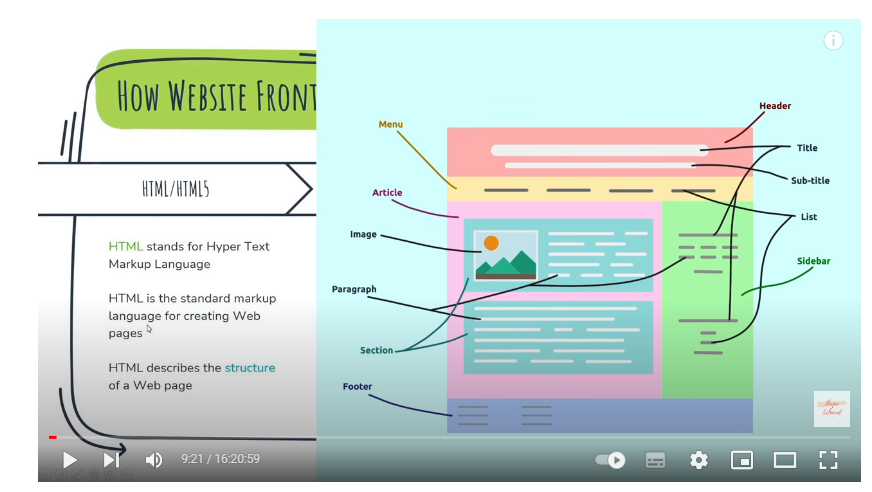 HOW WEBSITE FRONT
HTML/HTML5
HTML stands for Hyper Text
Markup Language
HTML is the standard markup
language for creating Web
pages
HTML describes the structure
of a Web page
Header
Menu
Title
Sub-title
Article
List
Image
Sidebar
Paragraph
Section
Footer
9:21 / 16:20:59